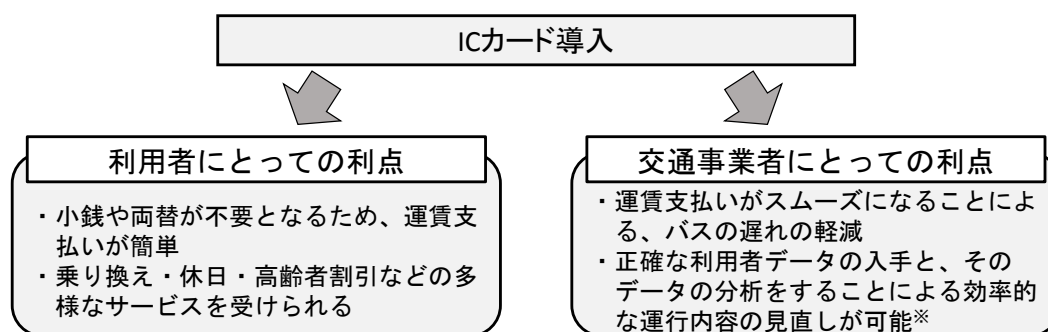 ICカード導入
利用者にとっての利点
・小銭や両替が不要となるため、運賃支
払いが簡単
・乗り換え・休日・高齢者割引などの多
様なサービスを受けられる
交通事業者にとっての利点
・運賃支払いがスムーズになることによ
る、バスの遅れの軽減
・正確な利用者データの入手と、その
データの分析をすることによる効率的
な運行内容の見直しが可能※